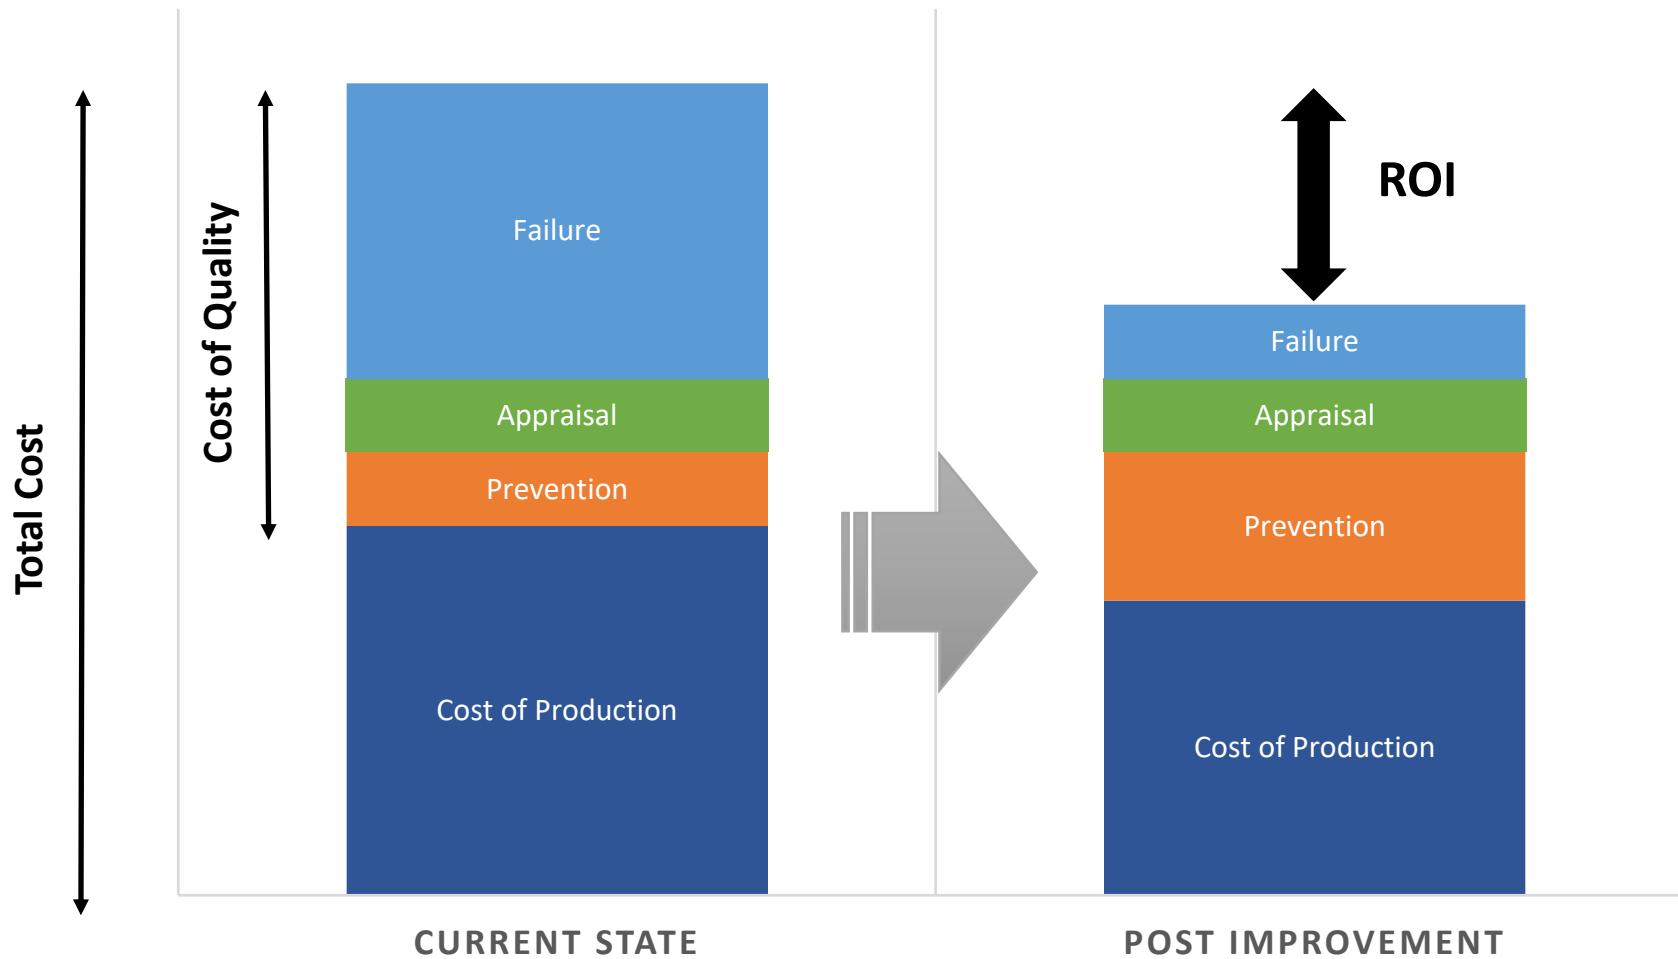 Total Cost
Cost of Quality
Failure
Appraisal
Prevention
Cost of Production
CURRENT STATE
ROI
Failure
Appraisal
Prevention
Cost of Production
POST IMPROVEMENT